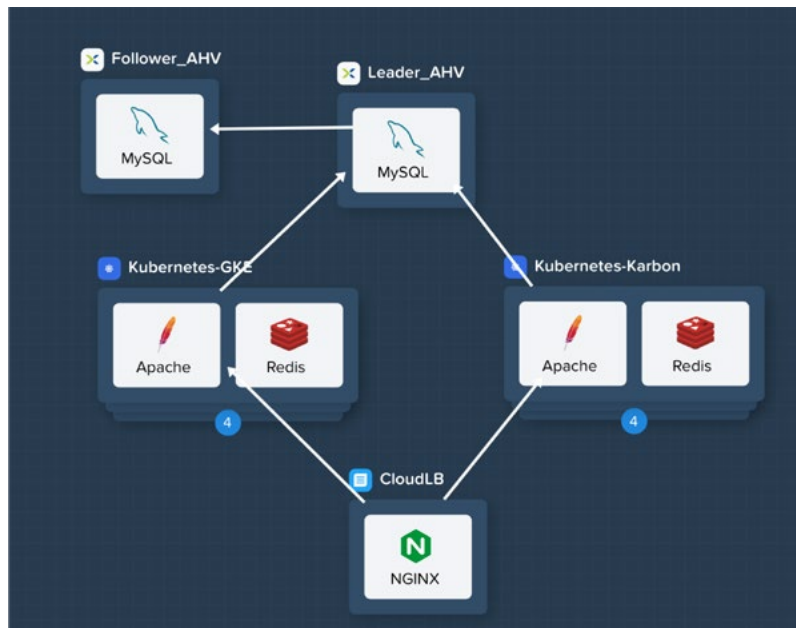 Follower_AHV
MySQL
Leader_AHV
MySQL
Kubernetes-GKE
Apache
Redis
4
Kubernetes-Karbon
Apache
Redis
4
CloudLB
N
NGINX